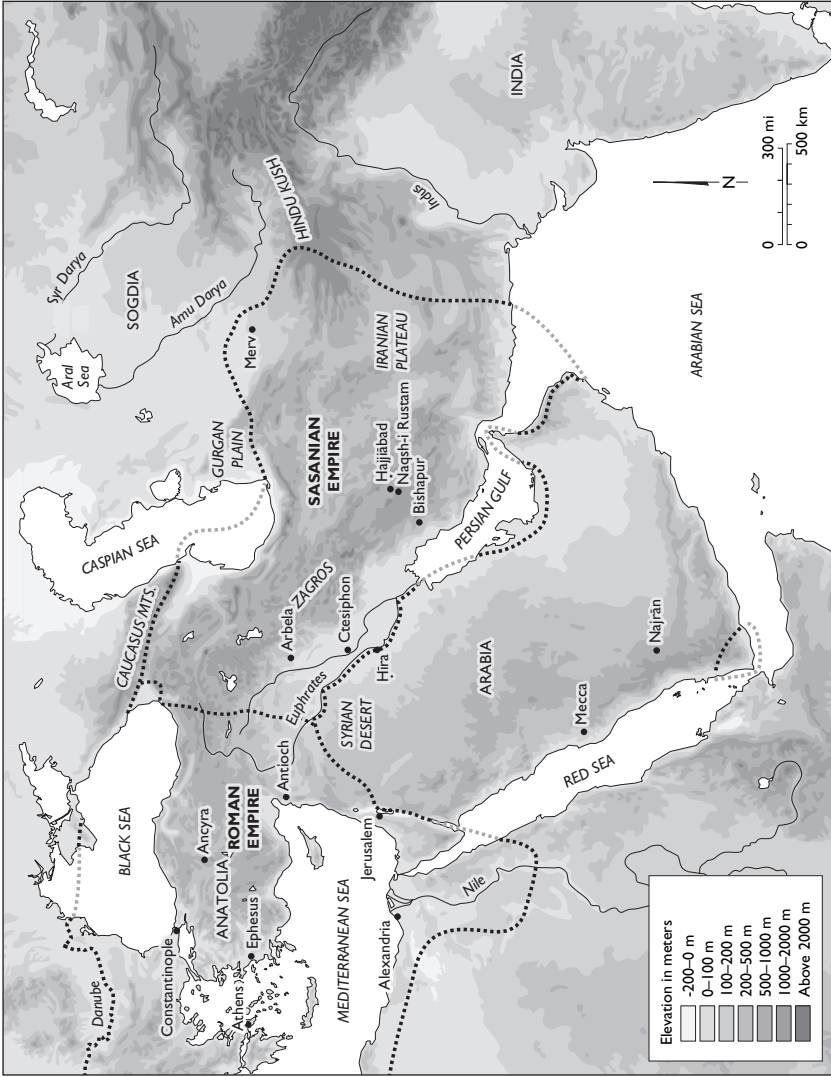 Syr Darya
Aral
Sea
SOGDIA
Amu Darya
HINDU KUSH
INDIA
Indus
Merv
GURGAN
PLAIN
IRANIAN
PLATEAU
CASPIAN SEA
SASANIAN
EMPIRE
Hajjiābad
Naqsh-i Rustam
Bishapur
PERSIAN GULF
ARABIAN SEA
CAUCASUS MTS.
Arbela
ZAGROS
Ctesiphon
Hira
Euphrates
SYRIAN
DESERT
ARABIA
Najrān
Mecca
RED SEA
BLACK SEA
Ancyra
ANATOLIA
ROMAN
EMPIRE
Antioch
Jerusalem
Danube
Constantinople
Ephesus
Athens
MEDITERRANEAN SEA
Alexandria
Nile
N
0 300 mi
0 500 km
Elevation in meters
-200–0 m
0–100 m
100–200 m
200–500 m
500–1000 m
1000–2000 m
Above 2000 m